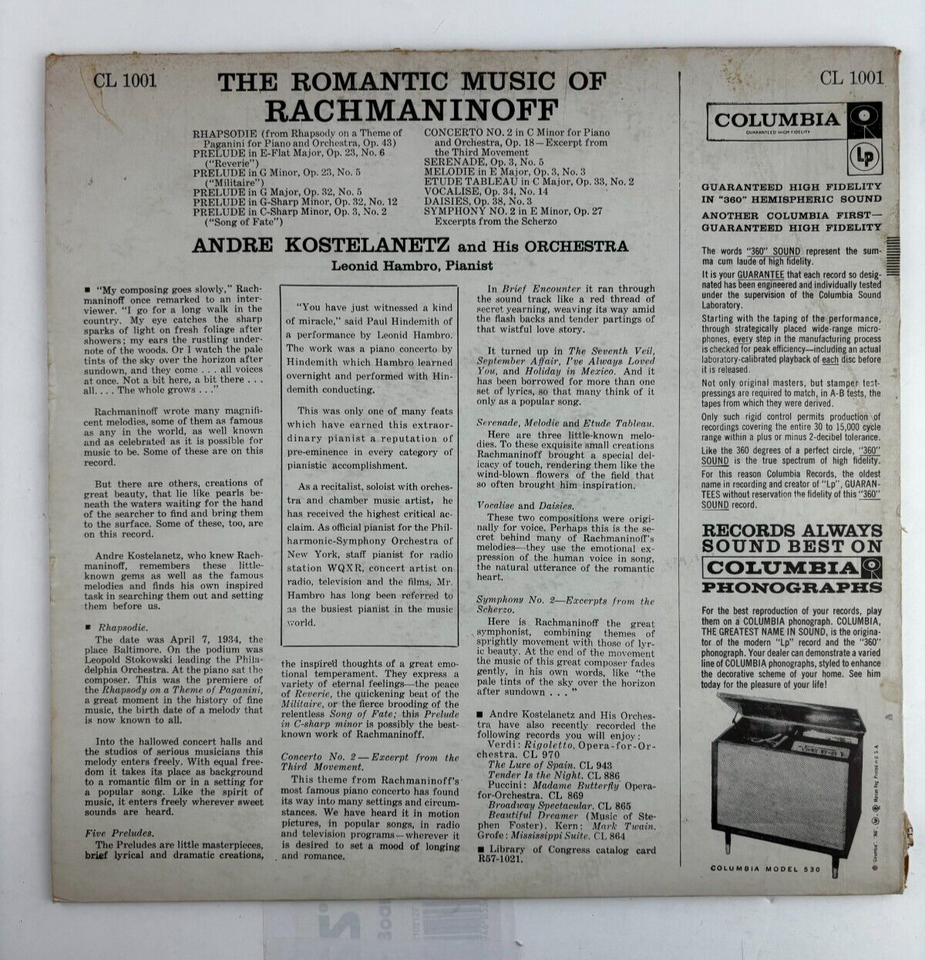 CL 1001
THE ROMANTIC MUSIC OF
RACHMANINOFF
RHAPSODIE (from Rhapsody on a Theme of
Paganini for Piano and Orchestra, Op. 43)
PRELUDE in E-Flat Major, Op. 23, No. 6
("Reverie")
PRELUDE in G Minor, Op. 23, No. 5
("Militaire")
PRELUDE in G Major, Op. 32, No. 5
PRELUDE in G-Sharp Minor, Op. 32, No. 12
PRELUDE in C-Sharp Minor, Op. 3, No. 2
("Song of Fate")
CONCERTO NO. 2 in C Minor for Piano
and Orchestra, Op. 18—Excerpt from
the Third Movement
SERENADE, Op. 3, No. 5
MELODIE in E Major, Op. 3, No. 3
ETUDE TABLEAU in C Major, Op. 33, No. 2
VOCALISE, Op. 34, No. 14
DAISIES, Op. 38, No. 3
SYMPHONY NO. 2 in E Minor, Op. 27
Excerpts from the Scherzo
ANDRE KOSTELANETZ and His ORCHESTRA
Leonid Hambro, Pianist
■ "My composing goes slowly," Rach-
maninoff once remarked to an inter-
viewer. "I go for a long walk in the
country. My eye catches the sharp
sparks of light on fresh foliage after
showers; my ears the rustling under-
note of the woods. Or I watch the pale
tints of the sky over the horizon after
sundown, and they come . . . all voices
at once. Not a bit here, a bit there . . .
all. . . . The whole grows . . ."
Rachmaninoff wrote many magnifi-
cent melodies, some of them as famous
as any in the world, as well known
and as celebrated as it is possible for
music to be. Some of these are on this
record.
But there are others, creations of
great beauty, that lie like pearls be-
neath the waters waiting for the hand
of the searcher to find and bring them
to the surface. Some of these, too, are
on this record.
Andre Kostelanetz, who knew Rach-
maninoff, remembers these little-
known gems as well as the famous
melodies and finds his own inspired
task in searching them out and setting
them before us.
■ Rhapsodie.
The date was April 7, 1934, the
place Baltimore. On the podium was
Leopold Stokowski leading the Phila-
delphia Orchestra. At the piano sat the
composer. This was the premiere of
the Rhapsody on a Theme of Paganini,
a great moment in the history of fine
music, the birth date of a melody that
is now known to all.
Into the hallowed concert halls and
the studios of serious musicians this
melody enters freely. With equal free-
dom it takes its place as background
to a romantic film or in a setting for
a popular song. Like the spirit of
music, it enters freely wherever sweet
sounds are heard.
Five Preludes.
The Preludes are little masterpieces,
brief lyrical and dramatic creations,
"You have just witnessed a kind
of miracle," said Paul Hindemith of
a performance by Leonid Hambro.
The work was a piano concerto by
Hindemith which Hambro learned
overnight and performed with Hin-
demith conducting.
This was only one of many feats
which have earned this extraor-
dinary pianist a reputation of
pre-eminence in every category of
pianistic accomplishment.
As a recitalist, soloist with orches-
tra and chamber music artist, he
has received the highest critical ac-
claim. As official pianist for the Phil-
harmonic-Symphony Orchestra of
New York, staff pianist for radio
station WQXR, concert artist on
radio, television and the films, Mr.
Hambro has long been referred to
as the busiest pianist in the music
world.
the inspired thoughts of a great emo-
tional temperament. They express a
variety of eternal feelings—the peace
of Reverie, the quickening beat of the
Militaire, or the fierce brooding of the
relentless Song of Fate; this Prelude
in C-sharp minor is possibly the best-
known work of Rachmaninoff.
Concerto No. 2—Excerpt from the
Third Movement.
This theme from Rachmaninoff's
most famous piano concerto has found
its way into many settings and circum-
stances. We have heard it in motion
pictures, in popular songs, in radio
and television programs—wherever it
is desired to set a mood of longing
and romance.
In Brief Encounter it ran through
the sound track like a red thread of
secret yearning, weaving its way amid
the flash backs and tender partings of
that wistful love story.
It turned up in The Seventh Veil,
September Affair, I've Always Loved
You, and Holiday in Mexico. And it
has been borrowed for more than one
set of lyrics, so that many think of it
only as a popular song.
Serenade, Melodie and Etude Tableau.
Here are three little-known melo-
dies. To these exquisite small creations
Rachmaninoff brought a special del-
icacy of touch, rendering them like the
wind-blown flowers of the field that
so often brought him inspiration.
Vocalise and Daisies.
These two compositions were origi-
nally for voice. Perhaps this is the se-
cret behind many of Rachmaninoff's
melodies—they use the emotional ex-
pression of the human voice in song,
the natural utterance of the romantic
heart.
Symphony No. 2—Excerpts from the
Scherzo.
Here is Rachmaninoff the great
symphonist, combining themes of
sprightly movement with those of lyr-
ic beauty. At the end of the movement
the music of this great composer fades
gently, in his own words, like "the
pale tints of the sky over the horizon
after sundown . . . "
■ Andre Kostelanetz and His Orches-
tra have also recently recorded the
following records you will enjoy:
Verdi: Rigoletto, Opera-for-Or-
chestra. CL 970
The Lure of Spain. CL 943
Tender Is the Night. CL 886
Puccini: Madame Butterfly Opera-
for-Orchestra. CL 869
Broadway Spectacular. CL 865
Beautiful Dreamer (Music of Ste-
phen Foster). Kern: Mark Twain.
Grofe: Mississippi Suite. CL 864
■ Library of Congress catalog card
R57-1021.
CL 1001
COLUMBIA
GUARANTEED HIGH FIDELITY
Lp
GUARANTEED HIGH FIDELITY
IN "360" HEMISPHERIC SOUND
ANOTHER COLUMBIA FIRST—
GUARANTEED HIGH FIDELITY
The words "360" SOUND represent the sum-
ma cum laude of high fidelity.
It is your GUARANTEE that each record so desig-
nated has been engineered and individually tested
under the supervision of the Columbia Sound
Laboratory.
Starting with the taping of the performance,
through strategically placed wide-range micro-
phones, every step in the manufacturing process
is checked for peak efficiency—including an actual
laboratory-calibrated playback of each disc before
it is released.
Not only original masters, but stamper test-
pressings are required to match, in A-B tests, the
tapes from which they were derived.
Only such rigid control permits production of
recordings covering the entire 30 to 15,000 cycle
range within a plus or minus 2-decibel tolerance.
Like the 360 degrees of a perfect circle, "360"
SOUND is the true spectrum of high fidelity.
For this reason Columbia Records, the oldest
name in recording and creator of "Lp", GUARAN-
TEES without reservation the fidelity of this "360"
SOUND record.
RECORDS ALWAYS
SOUND BEST ON
COLUMBIA
PHONOGRAPHS
For the best reproduction of your records, play
them on a COLUMBIA phonograph. COLUMBIA,
THE GREATEST NAME IN SOUND, is the origina-
tor of the modern "Lp" record and the "360"
phonograph. Your dealer can demonstrate a varied
line of COLUMBIA phonographs, styled to enhance
the decorative scheme of your home. See him
today for the pleasure of your life!
COLUMBIA MODEL 530